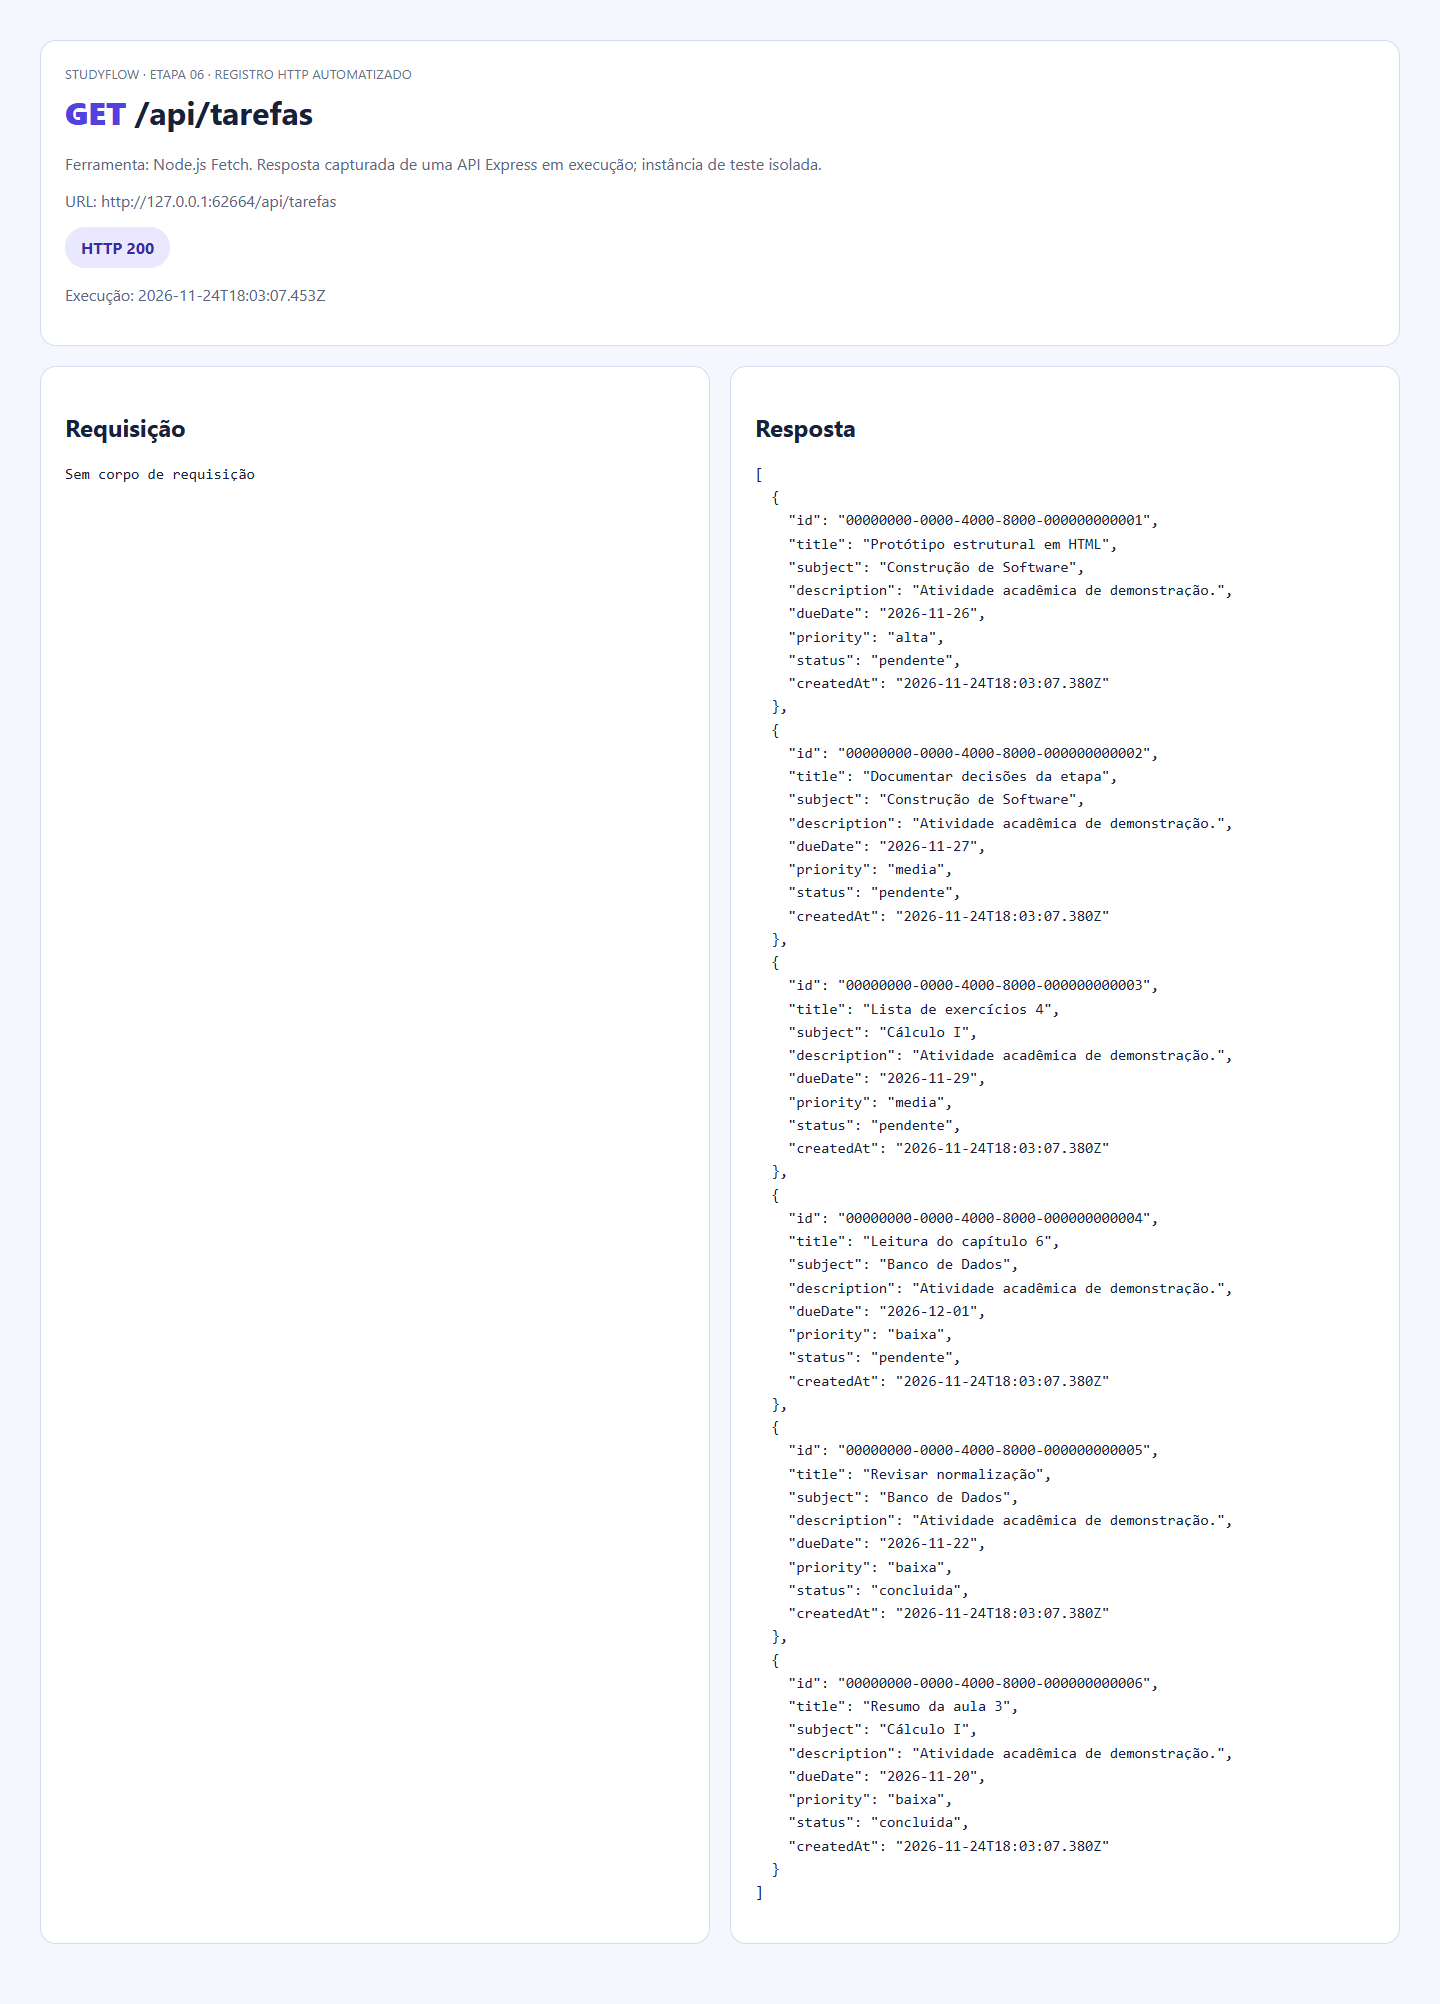 STUDYFLOW · ETAPA 06 · REGISTRO HTTP AUTOMATIZADO
GET /api/tarefas
Ferramenta: Node.js Fetch. Resposta capturada de uma API Express em execução; instância de teste isolada.
URL: http://127.0.0.1:62664/api/tarefas
HTTP 200
Execução: 2026-11-24T18:03:07.453Z
Requisição
Sem corpo de requisição
Resposta
[
  {
    "id": "00000000-0000-4000-8000-000000000001",
    "title": "Protótipo estrutural em HTML",
    "subject": "Construção de Software",
    "description": "Atividade acadêmica de demonstração.",
    "dueDate": "2026-11-26",
    "priority": "alta",
    "status": "pendente",
    "createdAt": "2026-11-24T18:03:07.380Z"
  },
  {
    "id": "00000000-0000-4000-8000-000000000002",
    "title": "Documentar decisões da etapa",
    "subject": "Construção de Software",
    "description": "Atividade acadêmica de demonstração.",
    "dueDate": "2026-11-27",
    "priority": "media",
    "status": "pendente",
    "createdAt": "2026-11-24T18:03:07.380Z"
  },
  {
    "id": "00000000-0000-4000-8000-000000000003",
    "title": "Lista de exercícios 4",
    "subject": "Cálculo I",
    "description": "Atividade acadêmica de demonstração.",
    "dueDate": "2026-11-29",
    "priority": "media",
    "status": "pendente",
    "createdAt": "2026-11-24T18:03:07.380Z"
  },
  {
    "id": "00000000-0000-4000-8000-000000000004",
    "title": "Leitura do capítulo 6",
    "subject": "Banco de Dados",
    "description": "Atividade acadêmica de demonstração.",
    "dueDate": "2026-12-01",
    "priority": "baixa",
    "status": "pendente",
    "createdAt": "2026-11-24T18:03:07.380Z"
  },
  {
    "id": "00000000-0000-4000-8000-000000000005",
    "title": "Revisar normalização",
    "subject": "Banco de Dados",
    "description": "Atividade acadêmica de demonstração.",
    "dueDate": "2026-11-22",
    "priority": "baixa",
    "status": "concluida",
    "createdAt": "2026-11-24T18:03:07.380Z"
  },
  {
    "id": "00000000-0000-4000-8000-000000000006",
    "title": "Resumo da aula 3",
    "subject": "Cálculo I",
    "description": "Atividade acadêmica de demonstração.",
    "dueDate": "2026-11-20",
    "priority": "baixa",
    "status": "concluida",
    "createdAt": "2026-11-24T18:03:07.380Z"
  }
]